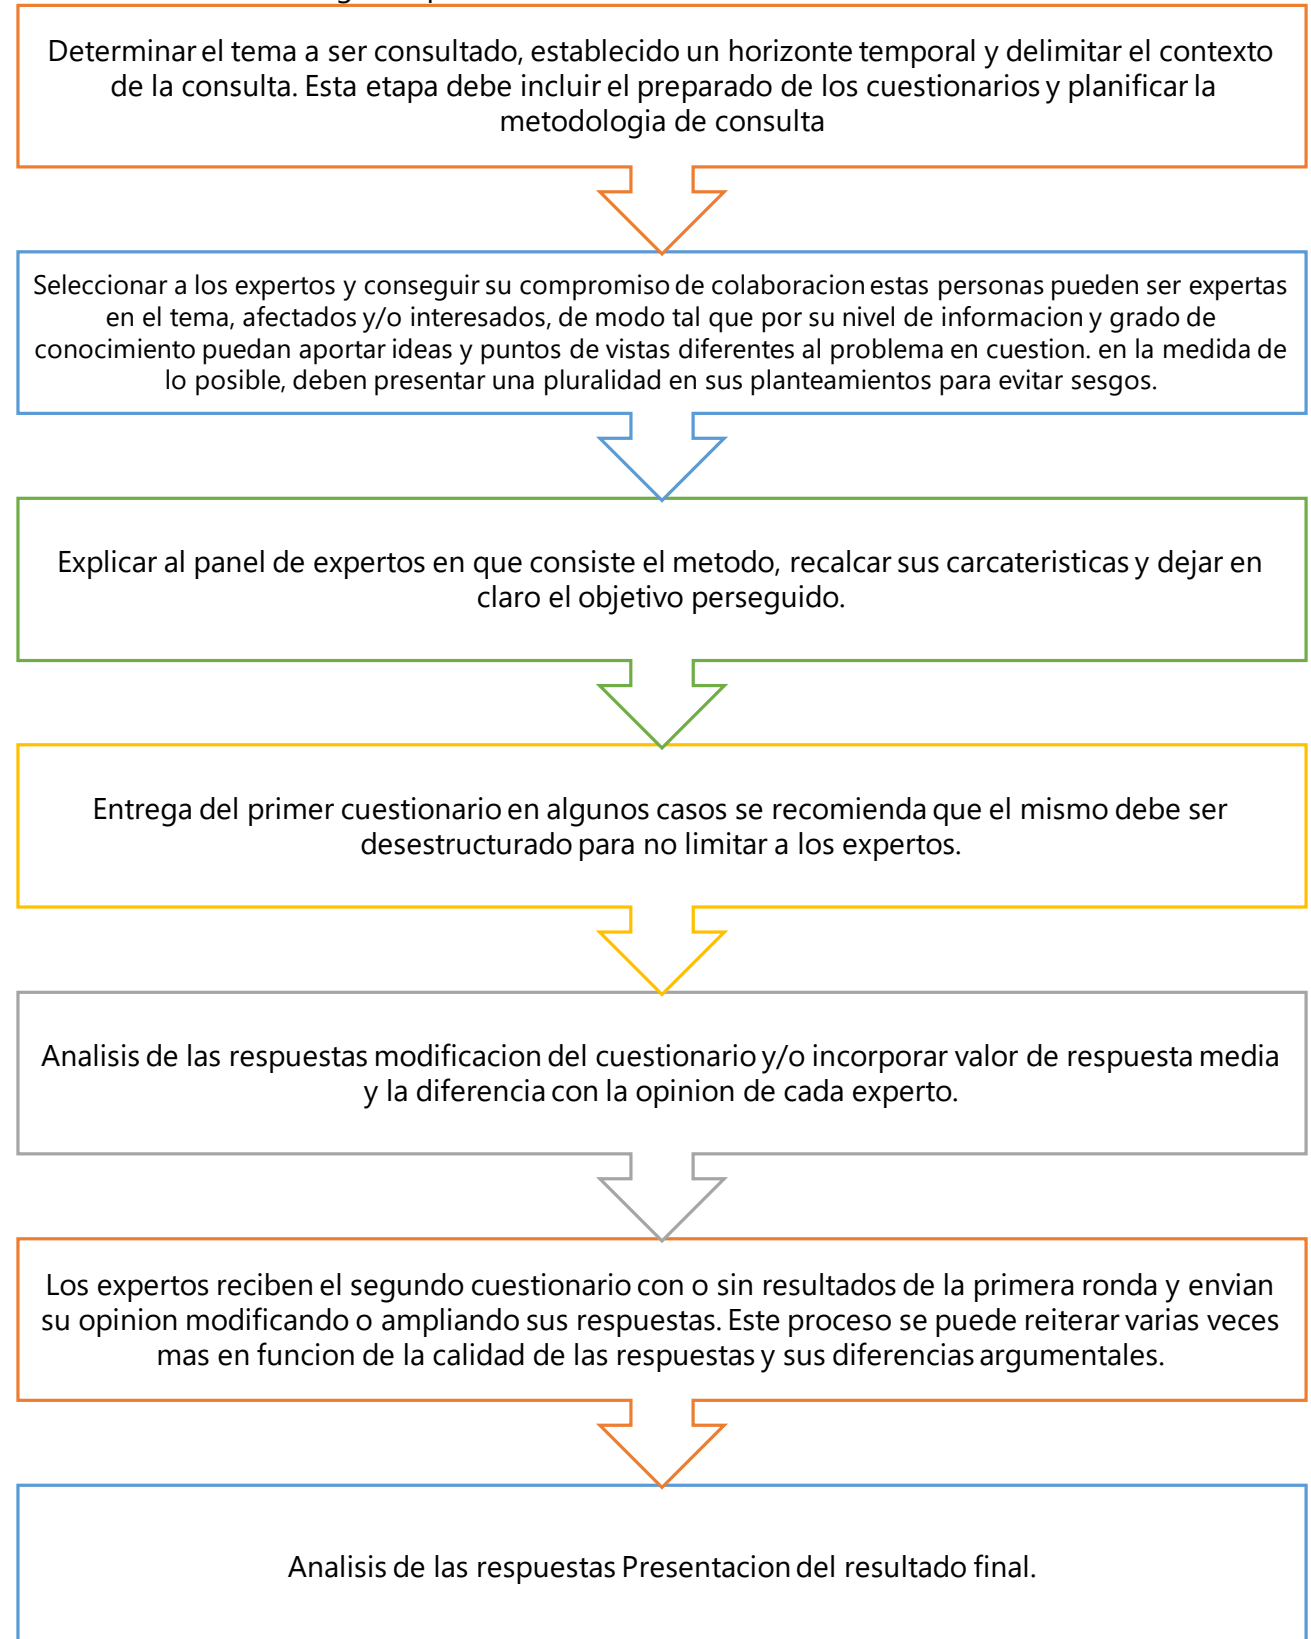 Determinar el tema a ser consultado, establecido un horizonte temporal y delimitar el contexto
de la consulta. Esta etapa debe incluir el preparado de los cuestionarios y planificar la
metodologia de consulta
Seleccionar a los expertos y conseguir su compromiso de colaboracion estas personas pueden ser expertas
en el tema, afectados y/o interesados, de modo tal que por su nivel de informacion y grado de
conocimiento puedan aportar ideas y puntos de vistas diferentes al problema en cuestion. en la medida de
lo posible, deben presentar una pluralidad en sus planteamientos para evitar sesgos.
Explicar al panel de expertos en que consiste el metodo, recalcar sus carcateristicas y dejar en
claro el objetivo perseguido.
Entrega del primer cuestionario en algunos casos se recomienda que el mismo debe ser
desestructurado para no limitar a los expertos.
Analisis de las respuestas modificacion del cuestionario y/o incorporar valor de respuesta media
y la diferencia con la opinion de cada experto.
Los expertos reciben el segundo cuestionario con o sin resultados de la primera ronda y envian
su opinion modificando o ampliando sus respuestas. Este proceso se puede reiterar varias veces
mas en funcion de la calidad de las respuestas y sus diferencias argumentales.
Analisis de las respuestas Presentacion del resultado final.